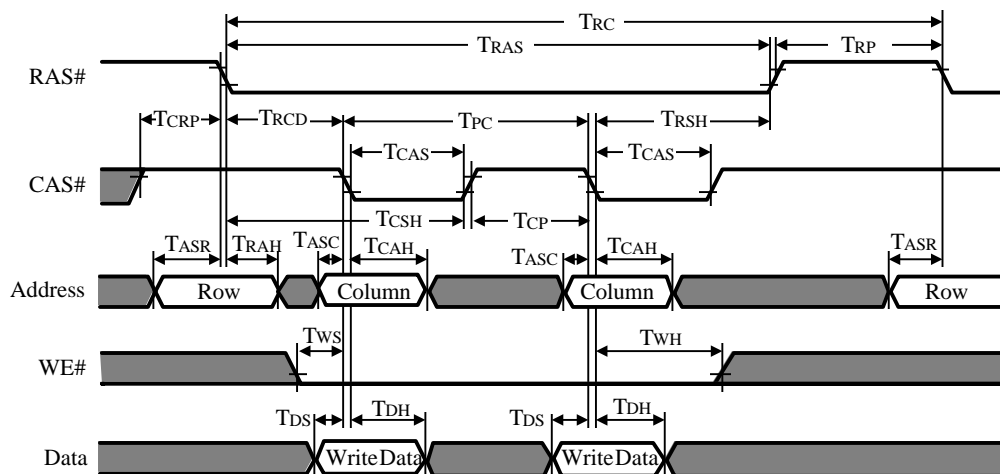 TRC
TRAS TRP
RAS#
TCRP TRCD TPC TRSH
TCAS TCAS
CAS#
TCSH TCP
TASR TRAH TASC TCAH TASC TCAH TASR
Address Row Column Column Row
TWS TWH
WE#
TDS TDH TDS TDH
Data WriteData WriteData